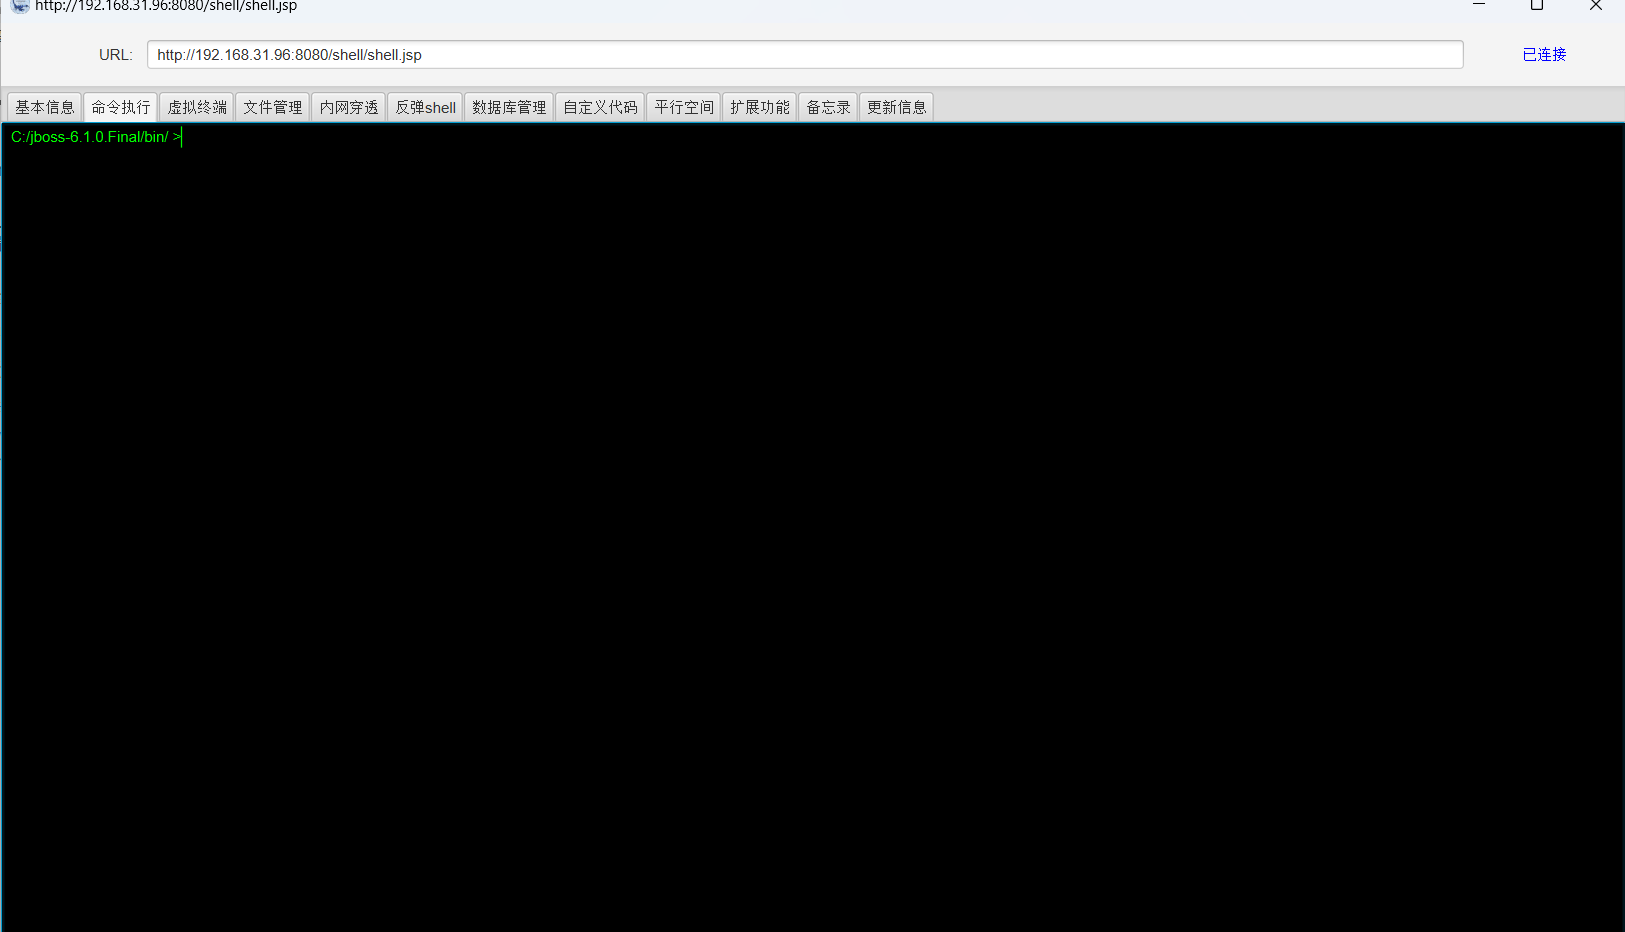 http://192.168.31.96:8080/shell/shell.jsp
URL: http://192.168.31.96:8080/shell/shell.jsp 已连接
基本信息 命令执行 虚拟终端 文件管理 内网穿透 反弹shell 数据库管理 自定义代码 平行空间 扩展功能 备忘录 更新信息
C:/jboss-6.1.0.Final/bin/ >